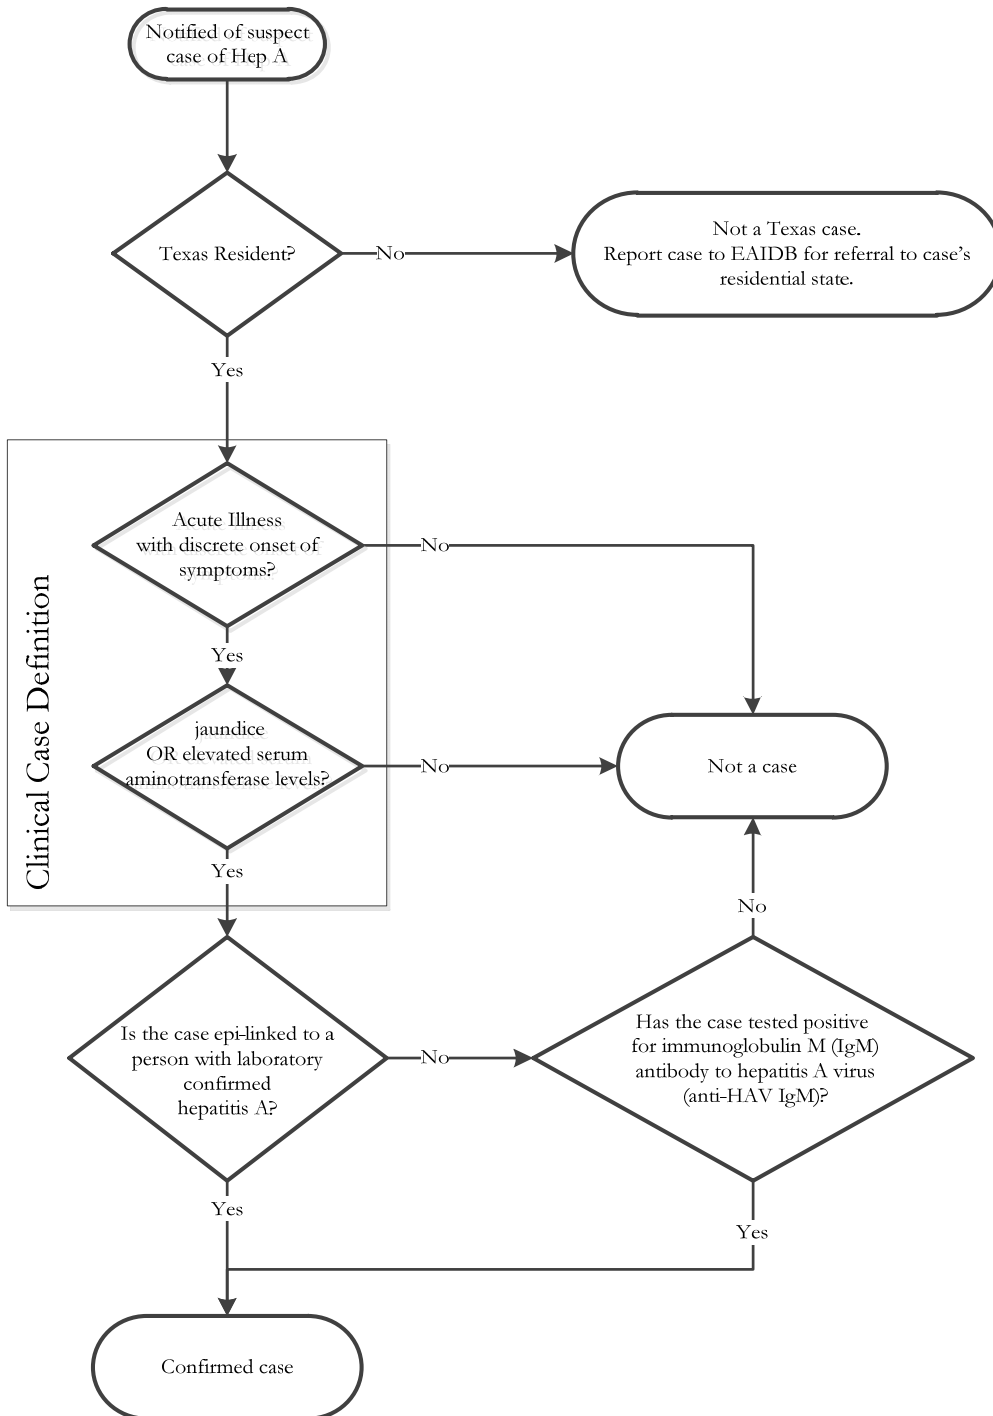 Notified of suspect
case of Hep A
Texas Resident?
No
Not a Texas case.
Report case to EAIDB for referral to case's
residential state.
Yes
Clinical Case Definition
Acute Illness
with discrete onset of
symptoms?
No
Yes
jaundice
OR elevated serum
aminotransferase levels?
No
Not a case
Yes
No
Is the case epi-linked to a
person with laboratory
confirmed
hepatitis A?
No
Has the case tested positive
for immunoglobulin M (IgM)
antibody to hepatitis A virus
(anti-HAV IgM)?
Yes
Yes
Confirmed case